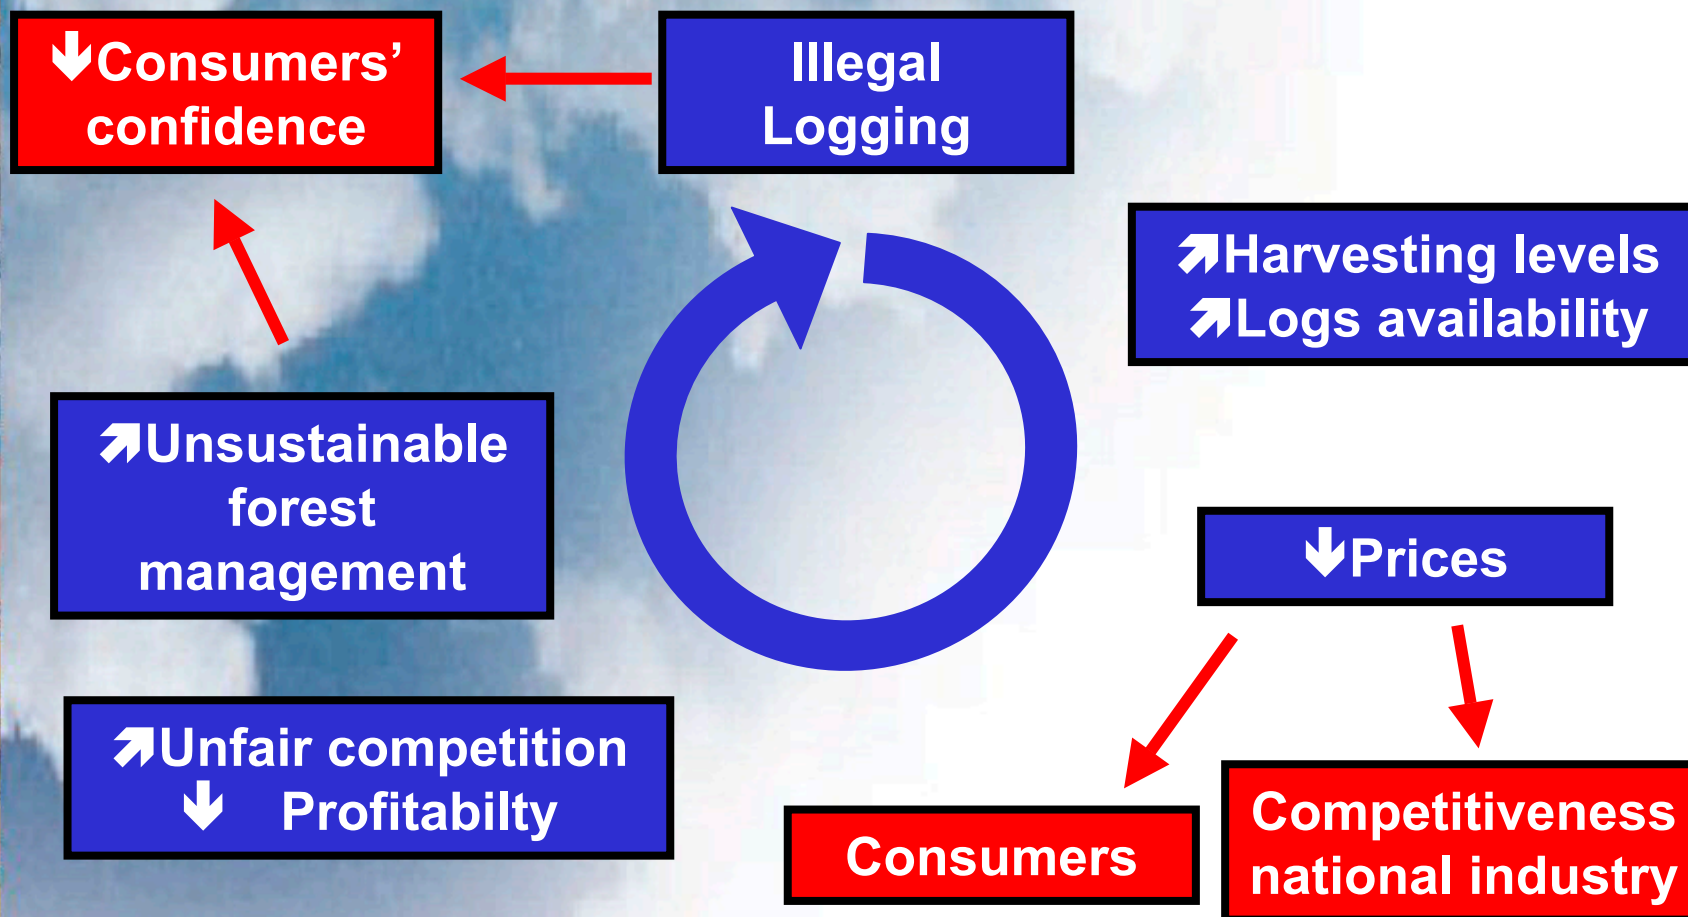 ↓Consumers’
confidence
Illegal
Logging
↗Harvesting levels
↗Logs availability
↗Unsustainable
forest
management
↓Prices
↗Unfair competition
↓ Profitabilty
Consumers
Competitiveness
national industry